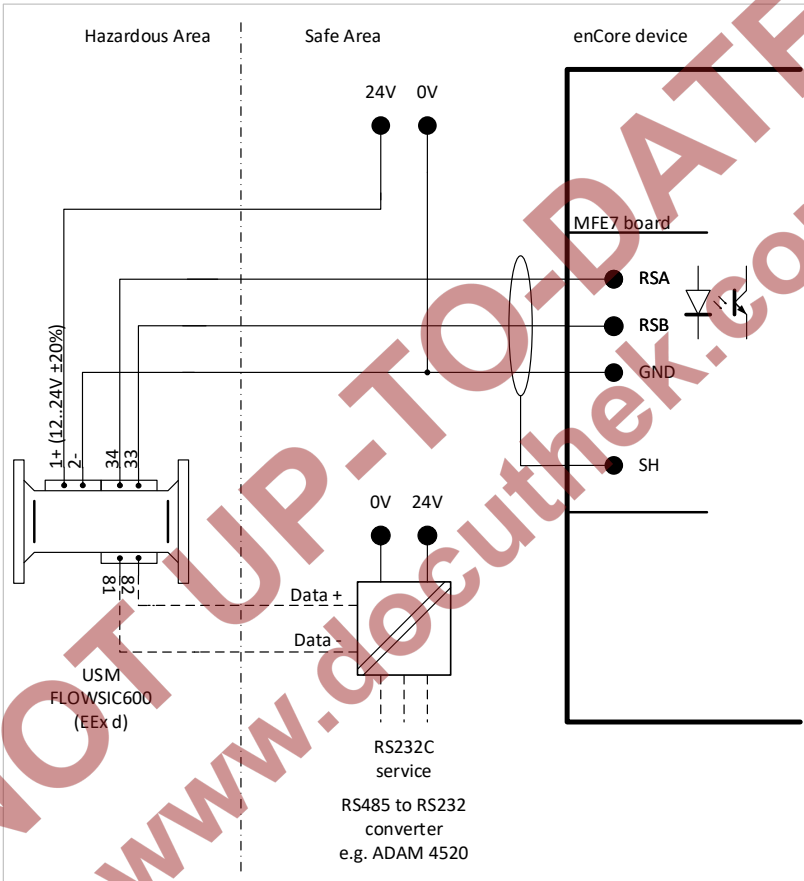 Hazardous Area
Safe Area
enCore device
24V
0V
MFE7 board
RSA
RSB
GND
SH
1+ (12..24V ±20%)
2-
34
33
81
82
0V
24V
Data +
Data -
USM
FLOWSIC600
(EEx d)
RS232C
service
RS485 to RS232
converter
e.g. ADAM 4520
NOT UP-TO-DATE
www.docuthek.co